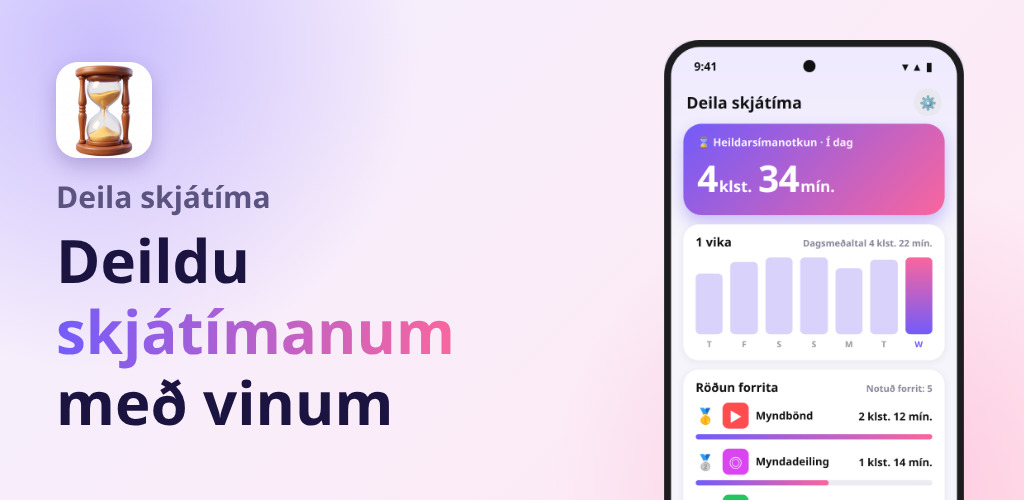 Deila skjátíma
Deildu
skjátímanum
með vinum
9:41
Deila skjátíma
Heildarsímanotkun · Í dag
4klst. 34mín.
1 vika
Dagsmeðaltal 4 klst. 22 mín.
T F S S M T W
Röðun forrita
Notuð forrit: 5
Myndbönd
2 klst. 12 mín.
Myndadeiling
1 klst. 14 mín.